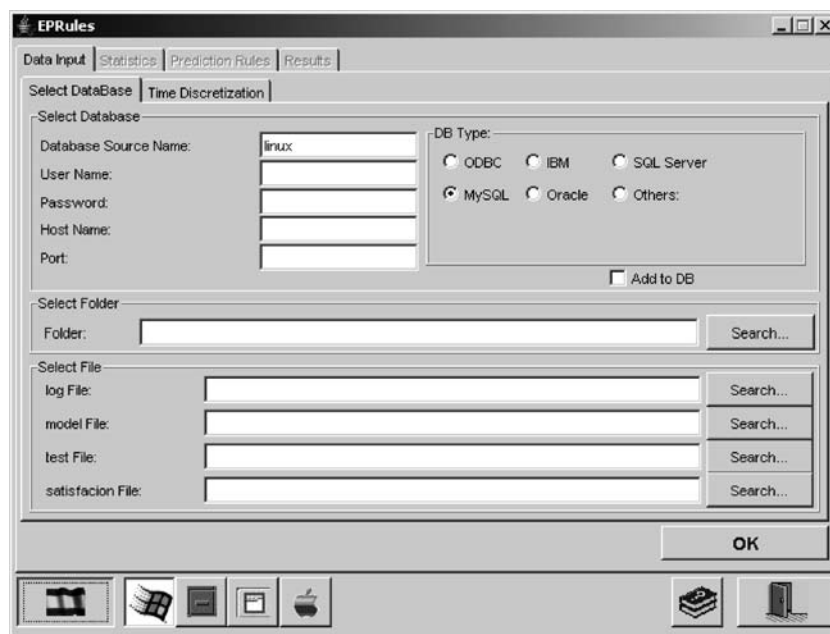 EPRules
Data Input Statistics Prediction Rules Results
Select DataBase Time Discretization
Select Database
Database Source Name: linux
User Name:
Password:
Host Name:
Port:
DB Type:
ODBC IBM SQL Server
MySQL Oracle Others:
Add to DB
Select Folder
Folder: Search...
Select File
log File: Search...
model File: Search...
test File: Search...
satisfacion File: Search...
OK